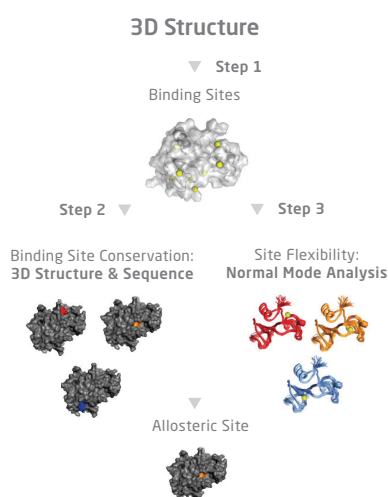 3D Structure
Step 1
Binding Sites
Step 2
Step 3
Binding Site Conservation:
3D Structure & Sequence
Site Flexibility:
Normal Mode Analysis
Allosteric Site